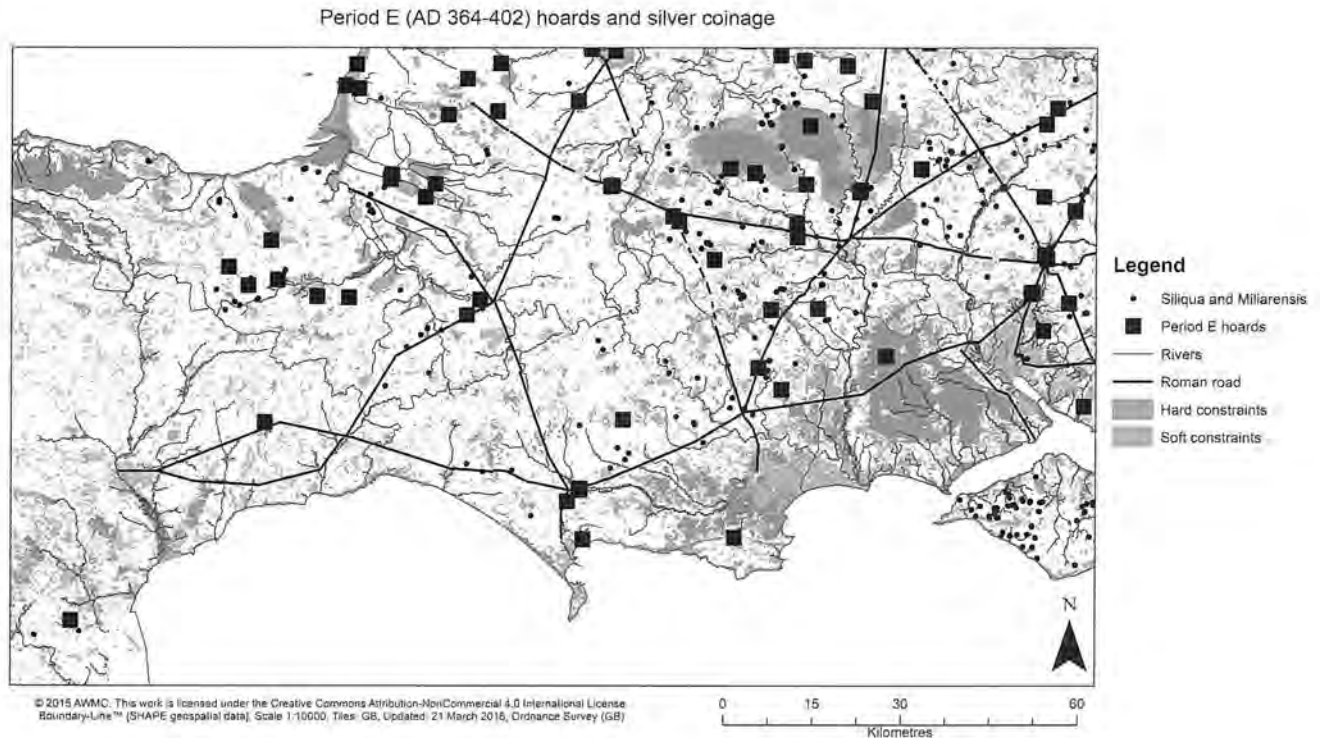 Period E (AD 364-402) hoards and silver coinage
Legend
Siliqua and Miliarensis
Period E hoards
Rivers
Roman road
Hard constraints
Soft constraints
N
© 2015 AWMC. This work is licensed under the Creative Commons Attribution-NonCommercial 4.0 International License
Boundary-Line™ [SHAPE geospatial data], Scale 1:10000, Tiles: GB, Updated: 21 March 2016, Ordnance Survey (GB)
0 15 30 60
Kilometres